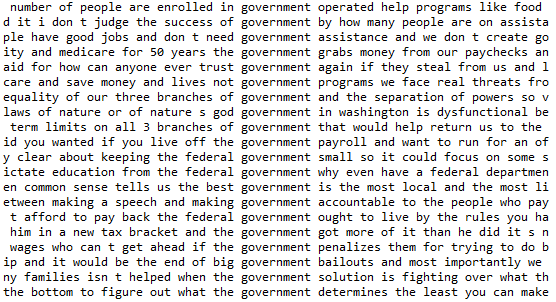 number of people are enrolled in government operated help programs like food
d it i don t judge the success of government by how many people are on assista
ple have good jobs and don t need government assistance and we don t create go
ity and medicare for 50 years the government grabs money from our paychecks an
aid for how can anyone ever trust government again if they steal from us and l
care and save money and lives not government programs we face real threats fro
equality of our three branches of government and the separation of powers so v
laws of nature or of nature s god government in washington is dysfunctional be
term limits on all 3 branches of government that would help return us to the
id you wanted if you live off the government payroll and want to run for an of
y clear about keeping the federal government small so it could focus on some s
ictate education from the federal government why even have a federal departmen
en common sense tells us the best government is the most local and the most li
etween making a speech and making government accountable to the people who pay
t afford to pay back the federal government ought to live by the rules you ha
him in a new tax bracket and the government got more of it than he did it s n
wages who can t get ahead if the government penalizes them for trying to do b
ip and it would be the end of big government bailouts and most importantly we
ny families isn t helped when the government solution is fighting over what th
the bottom to figure out what the government determines the least you can make